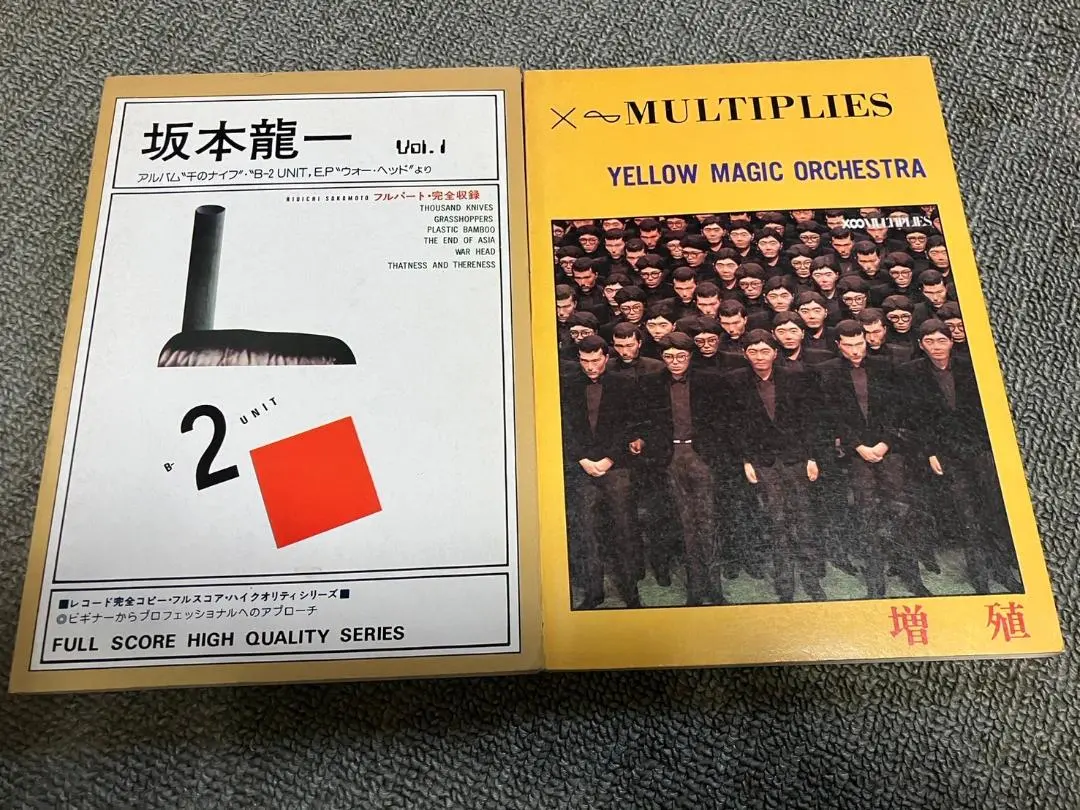 坂本龍一 Vol.1
アルバム“千のナイフ”・“B-2 UNIT, E.P“ウォー・ヘッド”より
RIUICHI SAKAMOTO フルパート・完全収録
THOUSAND KNIVES
GRASSHOPPERS
PLASTIC BAMBOO
THE END OF ASIA
WAR HEAD
THATNESS AND THERENESS
B-2 UNIT
■レコード完全コピー・フルスコア・ハイクオリティシリーズ■
◎ビギナーからプロフェッショナルへのアプローチ
FULL SCORE HIGH QUALITY SERIES
×∞MULTIPLIES
YELLOW MAGIC ORCHESTRA
X∞MULTIPLIES
増殖